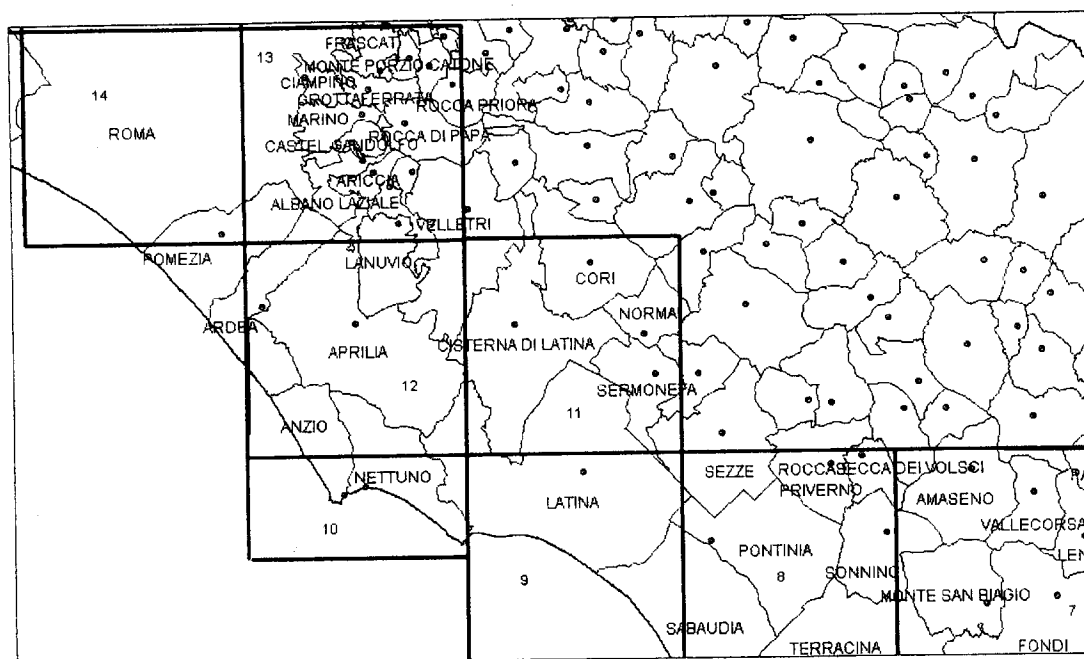 FRASCATI
13
MONTE PORZIO CATONE
CIAMPINO
14
GROTTAFERRATA
ROCCA PRIORA
MARINO
ROMA
ROCCA DI PAPA
CASTEL GANDOLFO
ARICCIA
ALBANO LAZIALE
VELLETRI
POMEZIA
LANUVIO
CORI
NORMA
ARDEA
APRILIA
CISTERNA DI LATINA
12
SERMONETA
11
ANZIO
NETTUNO
SEZZE
ROCCASECCA DEI VOLSCI
PRIVERNO
AMASENO
LATINA
VALLECORSA
10
PONTINIA
LEN
8
SONNINO
9
MONTE SAN BIAGIO
7
SABAUDIA
TERRACINA
FONDI